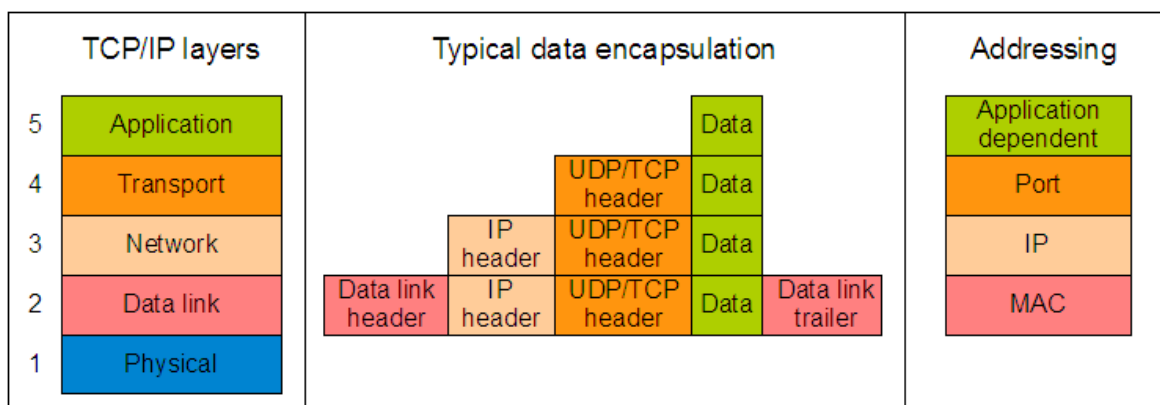 TCP/IP layers
Typical data encapsulation
Addressing
5
Application
Data
Application
dependent
4
Transport
UDP/TCP
header
Data
Port
3
Network
IP
header
UDP/TCP
header
Data
IP
2
Data link
Data link
header
IP
header
UDP/TCP
header
Data
Data link
trailer
MAC
1
Physical